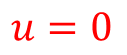 u = 0